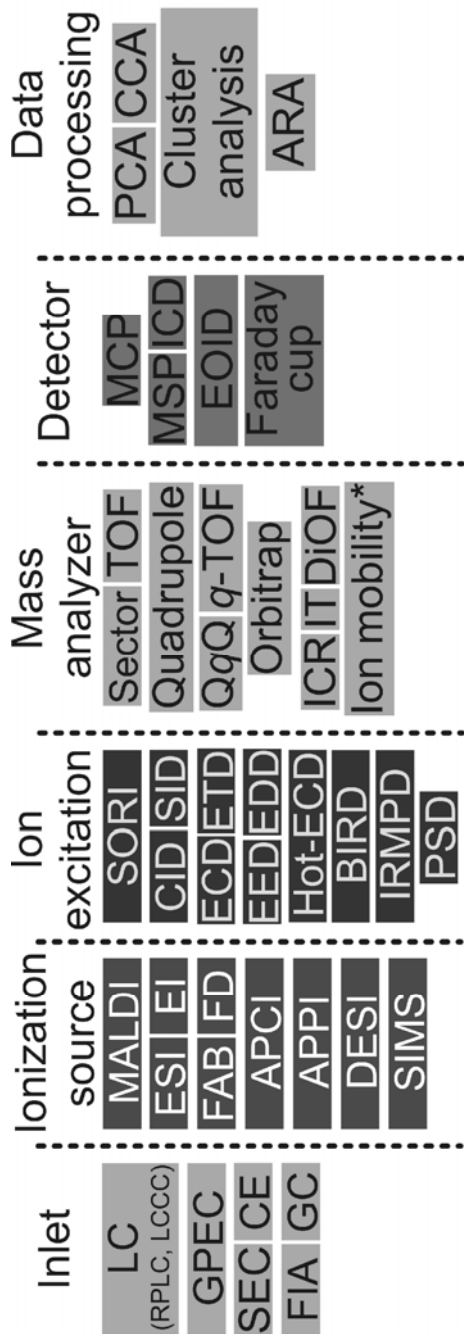 Inlet
LC
(RPLC, LCCC)
GPEC
SEC CE
FIA GC
Ionization
source
MALDI
ESI EI
FAB FD
APCI
APPI
DESI
SIMS
Ion
excitation
SORI
CID SID
ECD ETD
EED EDD
Hot-ECD
BIRD
IRMPD
PSD
Mass
analyzer
Sector TOF
Quadrupole
QqQ q-TOF
Orbitrap
ICR IT DiOF
Ion mobility*
Detector
MCP
MSP ICD
EOID
Faraday
cup
Data
processing
PCA CCA
Cluster
analysis
ARA